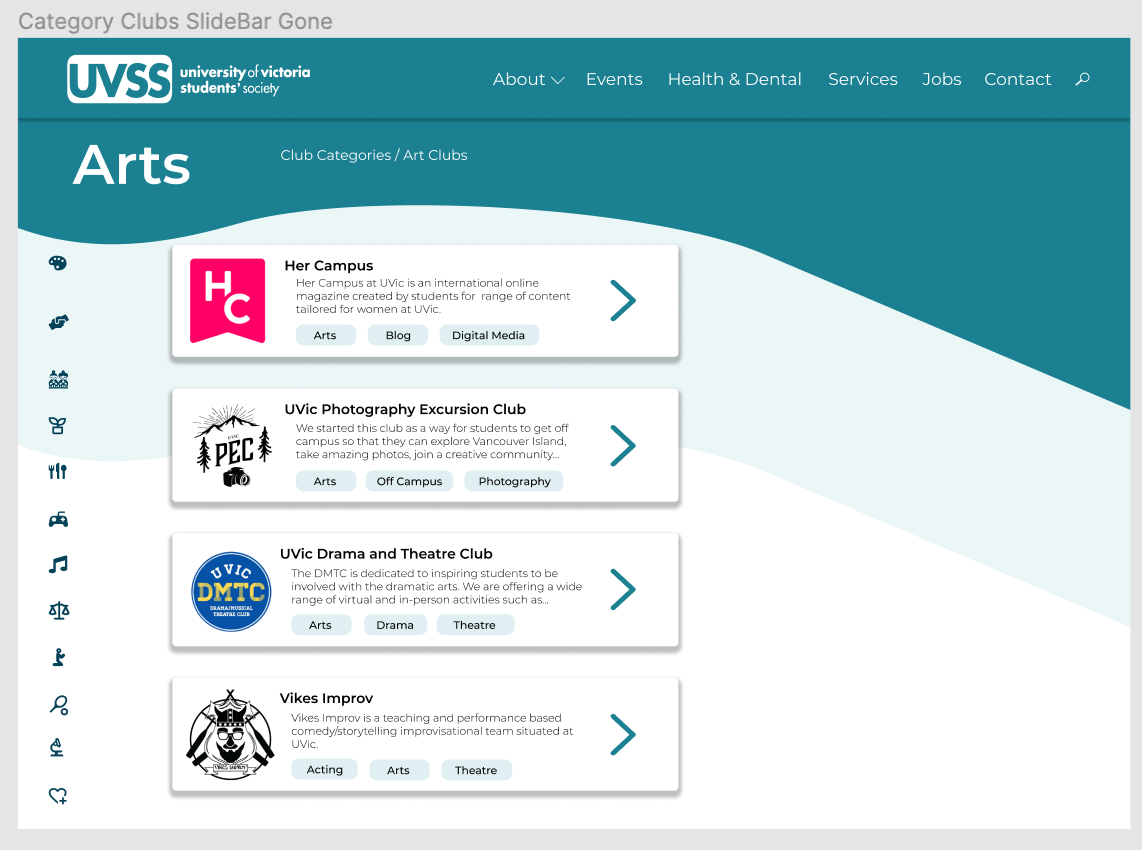 Category Clubs SlideBar Gone
UVSS
university of victoria
students' society
About
Events
Health & Dental
Services
Jobs
Contact
Arts
Club Categories / Art Clubs
HC
Her Campus
Her Campus at UVic is an international online
magazine created by students for range of content
tailored for women at UVic.
Arts
Blog
Digital Media
UVIC
PEC
UVic Photography Excursion Club
We started this club as a way for students to get off
campus so that they can explore Vancouver Island,
take amazing photos, join a creative community...
Arts
Off Campus
Photography
UVIC
DMTC
DRAMA/MUSICAL
THEATRE CLUB
UVic Drama and Theatre Club
The DMTC is dedicated to inspiring students to be
involved with the dramatic arts. We are offering a wide
range of virtual and in-person activities such as...
Arts
Drama
Theatre
VIKES IMPROV
Vikes Improv
Vikes Improv is a teaching and performance based
comedy/storytelling improvisational team situated at
UVic.
Acting
Arts
Theatre